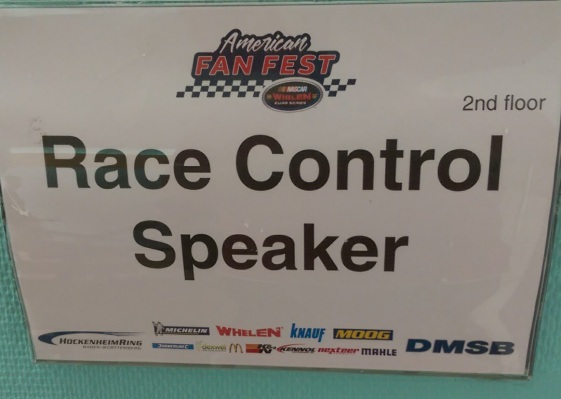 American
FAN FEST
NASCAR
WHELEN
EURO SERIES
2nd floor
Race Control
Speaker
HOCKENHEIMRING
MICHELIN
WHELEN
KNAUF
MOOG
K&N
KENNOL
nexteer
MAHLE
DMSB